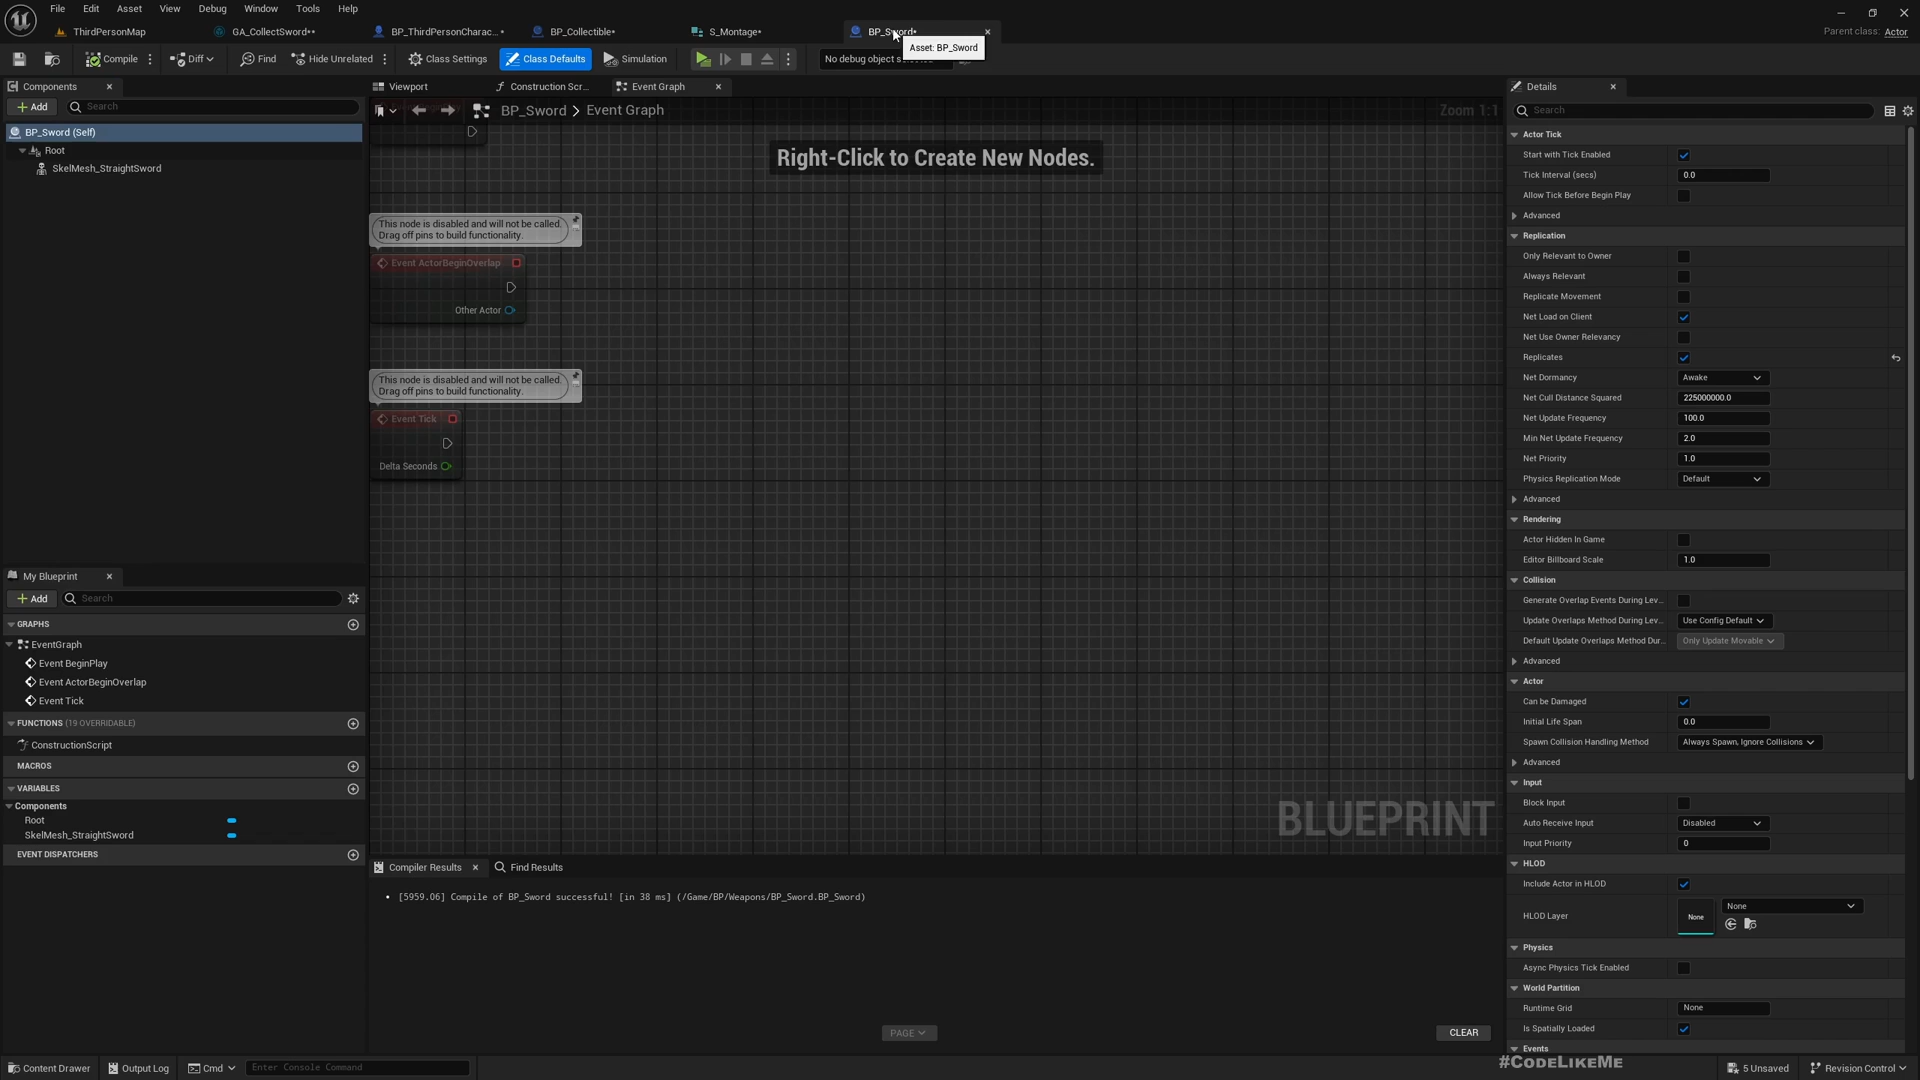 File Edit Asset View Debug Window Tools Help
ThirdPersonMap
GA_CollectSword**
BP_ThirdPersonCharac...*
BP_Collectible*
S_Montage*
BP_Sword*
Parent class: Actor
Asset: BP_Sword
Compile
Diff
Find
Hide Unrelated
Class Settings
Class Defaults
Simulation
No debug object selected
Components
Add
Search
BP_Sword (Self)
Root
SkelMesh_StraightSword
Viewport
Construction Scr...
Event Graph
BP_Sword > Event Graph
Zoom 1:1
Right-Click to Create New Nodes.
This node is disabled and will not be called.
Drag off pins to build functionality.
Event ActorBeginOverlap
Other Actor
This node is disabled and will not be called.
Drag off pins to build functionality.
Event Tick
Delta Seconds
BLUEPRINT
My Blueprint
Add
Search
GRAPHS
EventGraph
Event BeginPlay
Event ActorBeginOverlap
Event Tick
FUNCTIONS (19 OVERRIDABLE)
ConstructionScript
MACROS
VARIABLES
Components
Root
SkelMesh_StraightSword
EVENT DISPATCHERS
Compiler Results
Find Results
[5959.06] Compile of BP_Sword successful! [in 38 ms] (/Game/BP/Weapons/BP_Sword.BP_Sword)
PAGE
CLEAR
Details
Search
Actor Tick
Start with Tick Enabled
Tick Interval (secs) 0.0
Allow Tick Before Begin Play
Advanced
Replication
Only Relevant to Owner
Always Relevant
Replicate Movement
Net Load on Client
Net Use Owner Relevancy
Replicates
Net Dormancy Awake
Net Cull Distance Squared 225000000.0
Net Update Frequency 100.0
Min Net Update Frequency 2.0
Net Priority 1.0
Physics Replication Mode Default
Advanced
Rendering
Actor Hidden In Game
Editor Billboard Scale 1.0
Collision
Generate Overlap Events During Lev...
Update Overlaps Method During Lev... Use Config Default
Default Update Overlaps Method Dur... Only Update Movable
Advanced
Actor
Can be Damaged
Initial Life Span 0.0
Spawn Collision Handling Method Always Spawn, Ignore Collisions
Advanced
Input
Block Input
Auto Receive Input Disabled
Input Priority 0
HLOD
Include Actor in HLOD
HLOD Layer None None
Physics
Async Physics Tick Enabled
World Partition
Runtime Grid None
Is Spatially Loaded
Events
#CodeLikeMe
Content Drawer
Output Log
Cmd
Enter Console Command
5 Unsaved
Revision Control